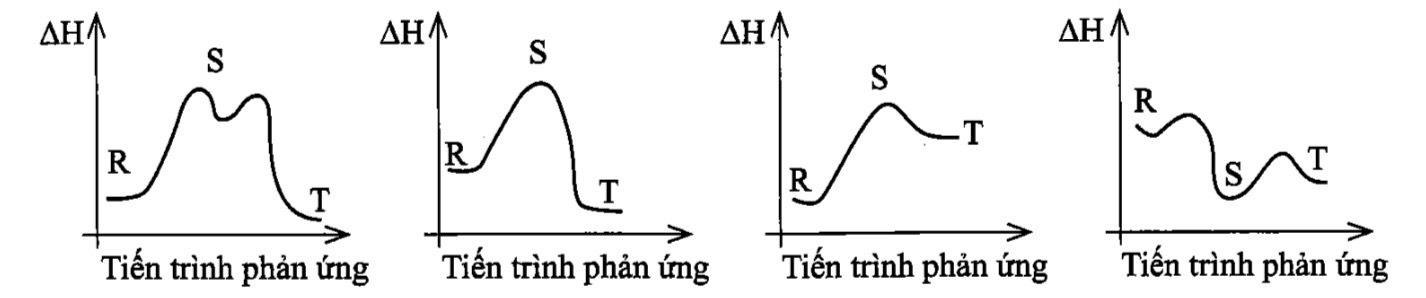 ΔH
S
R
T
Tiến trình phản ứng
ΔH
S
R
T
Tiến trình phản ứng
ΔH
S
R
T
Tiến trình phản ứng
ΔH
R
S
T
Tiến trình phản ứng